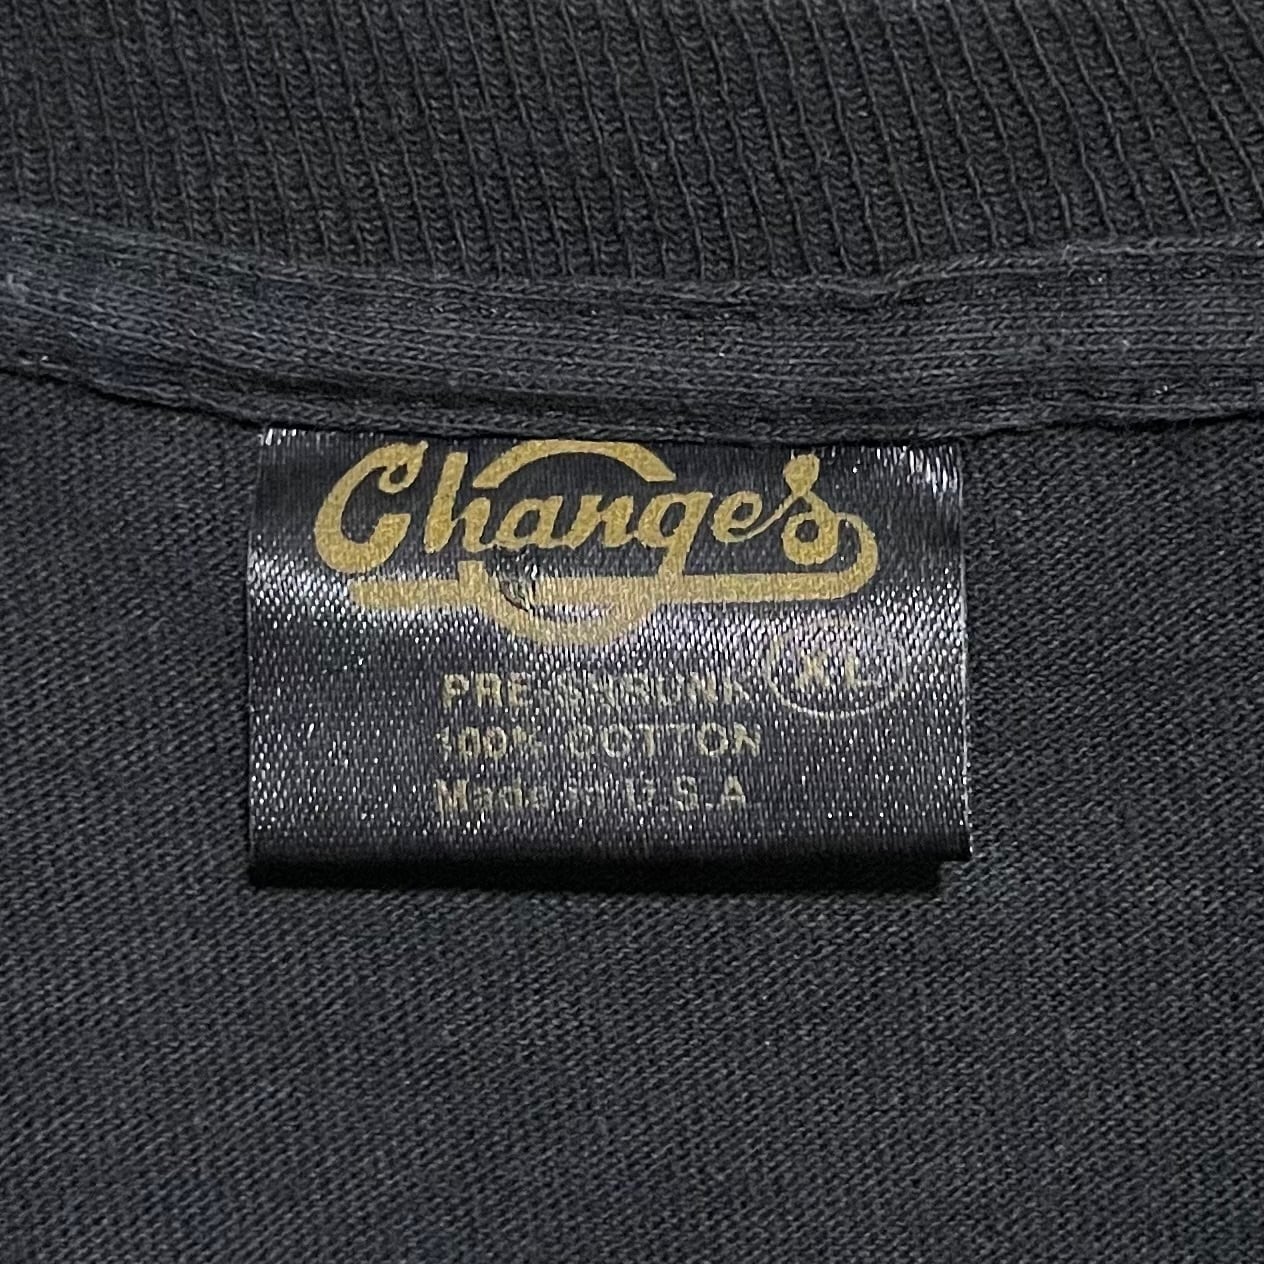 Changes
XL
PRE-SHRUNK
100% COTTON
Made in U.S.A